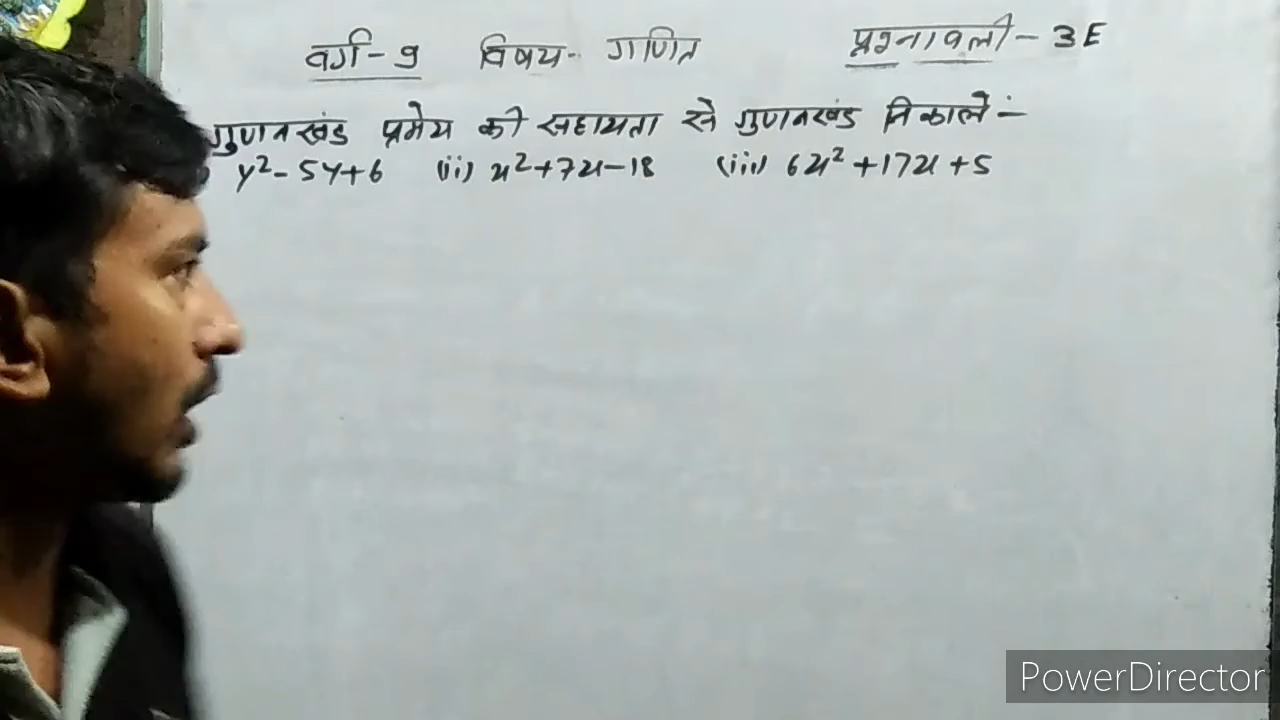 वर्ग - 9 विषय - गणित प्रश्नावली - 3E
गुणनखंड प्रमेय की सहायता से गुणनखंड निकाले :-
y² - 5y + 6 (ii) x² + 7x - 18 (iii) 6x² + 17x + 5
PowerDirector